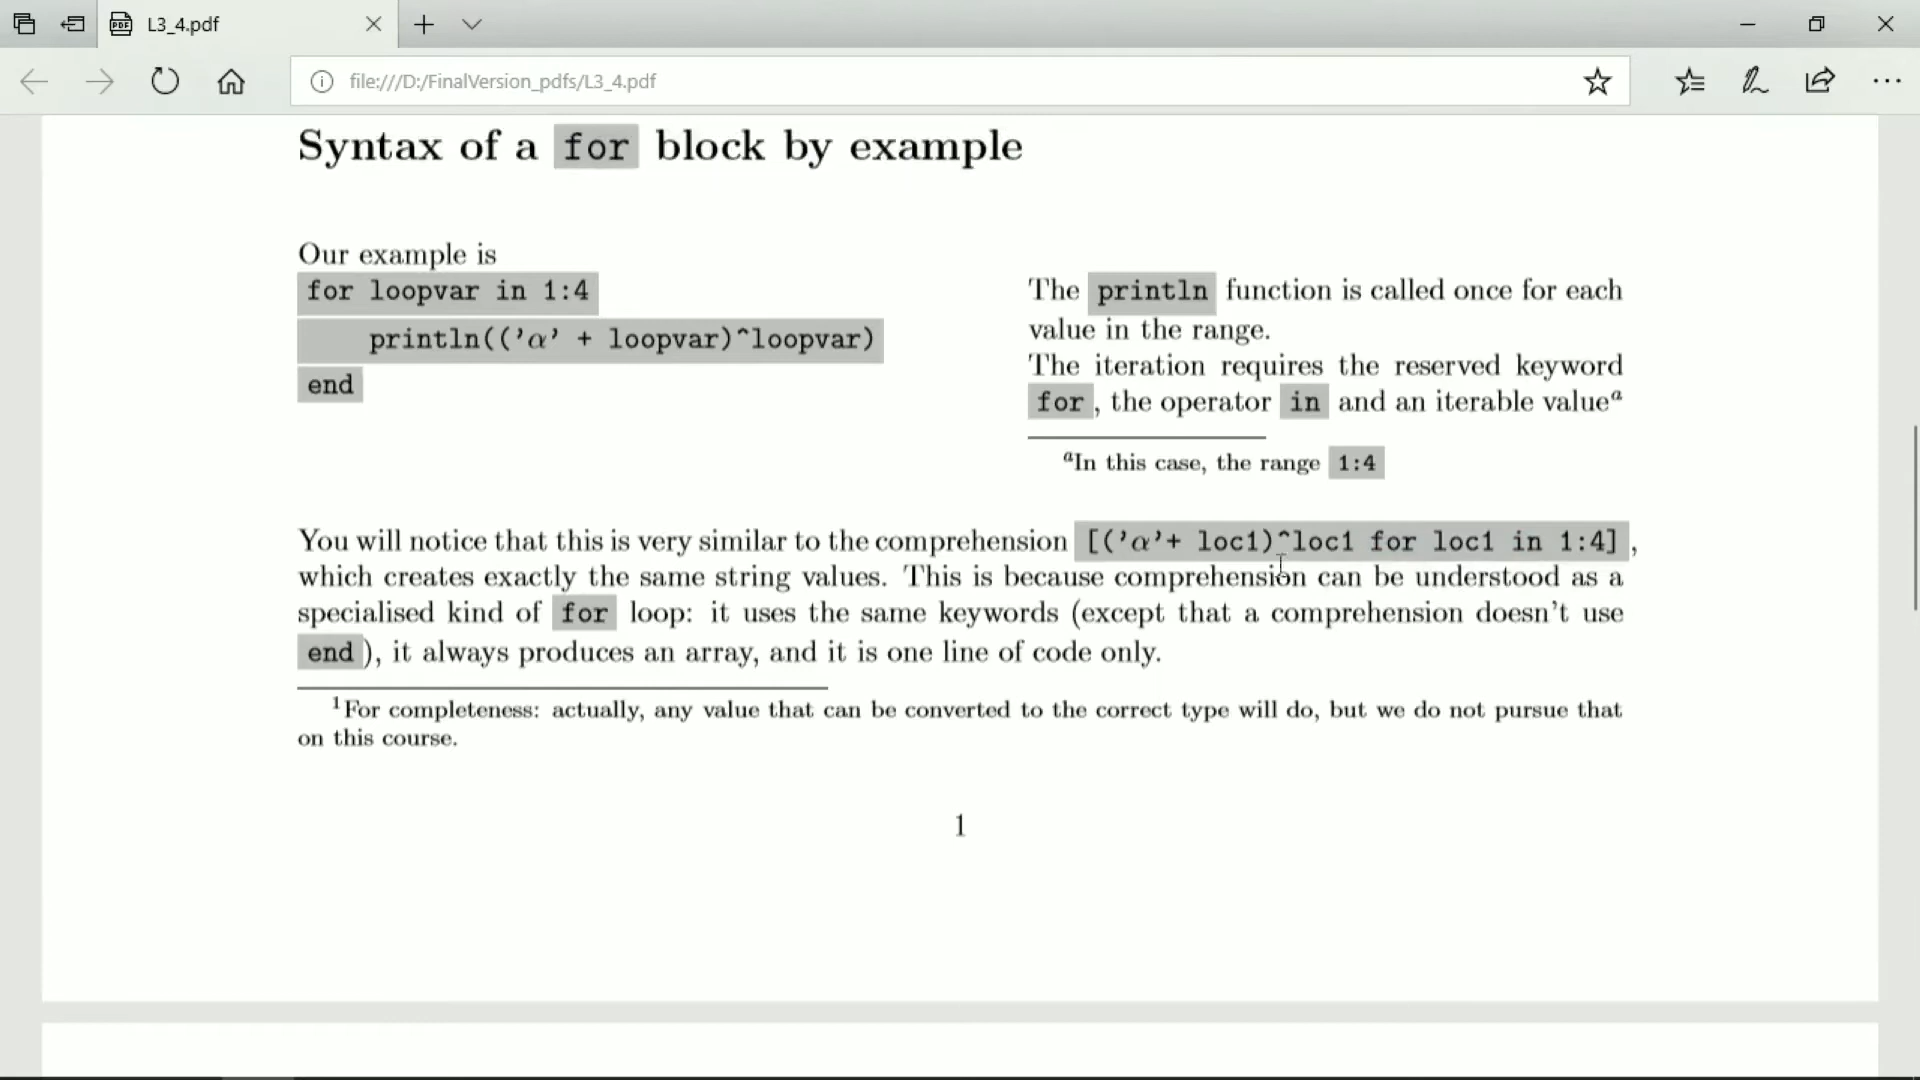 L3_4.pdf
file:///D:/FinalVersion_pdfs/L3_4.pdf
Syntax of a for block by example
Our example is
for loopvar in 1:4
println(('α' + loopvar)^loopvar)
end
The println function is called once for each
value in the range.
The iteration requires the reserved keyword
for , the operator in and an iterable valueᵃ
ᵃIn this case, the range 1:4
You will notice that this is very similar to the comprehension [('α'+ loc1)^loc1 for loc1 in 1:4] ,
which creates exactly the same string values. This is because comprehension can be understood as a
specialised kind of for loop: it uses the same keywords (except that a comprehension doesn't use
end ), it always produces an array, and it is one line of code only.
¹For completeness: actually, any value that can be converted to the correct type will do, but we do not pursue that
on this course.
1